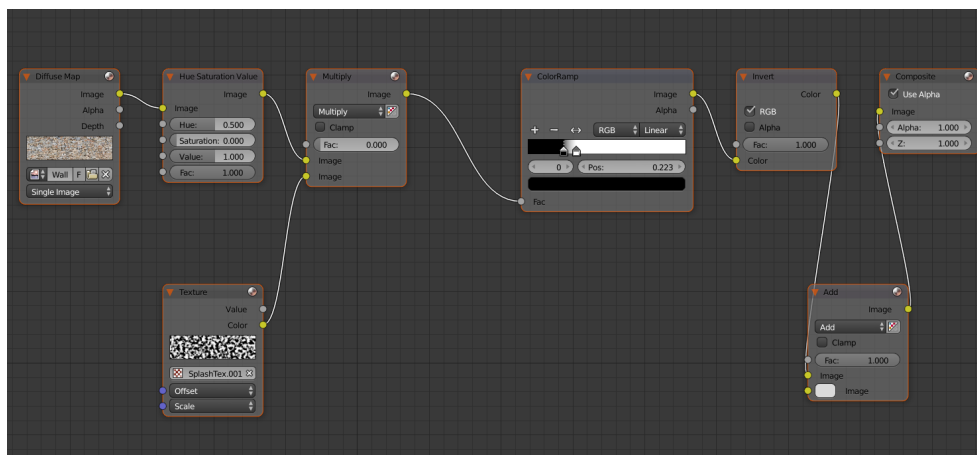 Diffuse Map
Image
Alpha
Depth
Wall F
Single Image
Hue Saturation Value
Image
Image
Hue: 0.500
Saturation: 0.000
Value: 1.000
Fac: 1.000
Multiply
Image
Multiply
Clamp
Fac: 0.000
Image
Image
Texture
Value
Color
SplashTex.001
Offset
Scale
ColorRamp
Image
Alpha
RGB Linear
0 Pos: 0.223
Fac
Invert
Color
RGB
Alpha
Fac: 1.000
Color
Composite
Use Alpha
Image
Alpha: 1.000
Z: 1.000
Add
Image
Add
Clamp
Fac: 1.000
Image
Image